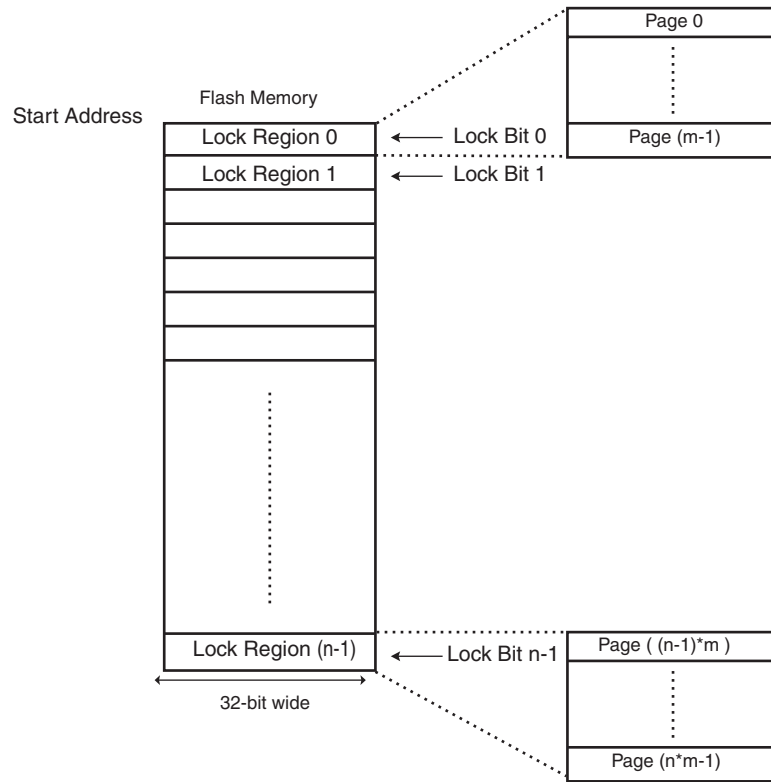 Page 0
Flash Memory
Start Address
Lock Region 0
Lock Bit 0
Page (m-1)
Lock Region 1
Lock Bit 1
Lock Region (n-1)
Lock Bit n-1
Page ( (n-1)*m )
32-bit wide
Page (n*m-1)